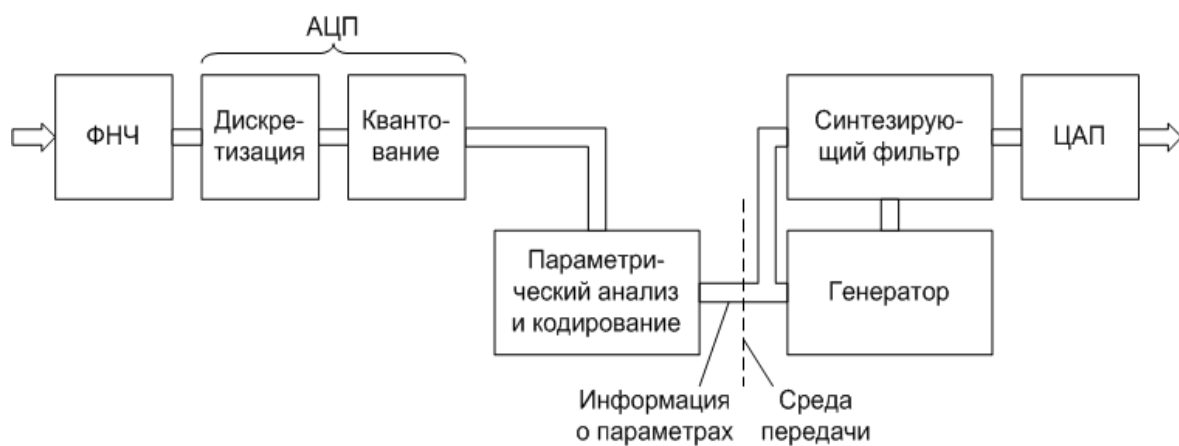 АЦП
ФНЧ
Дискре-
тизация
Кванто-
вание
Синтезирую-
щий фильтр
ЦАП
Параметри-
ческий анализ
и кодирование
Генератор
Информация
о параметрах
Среда
передачи